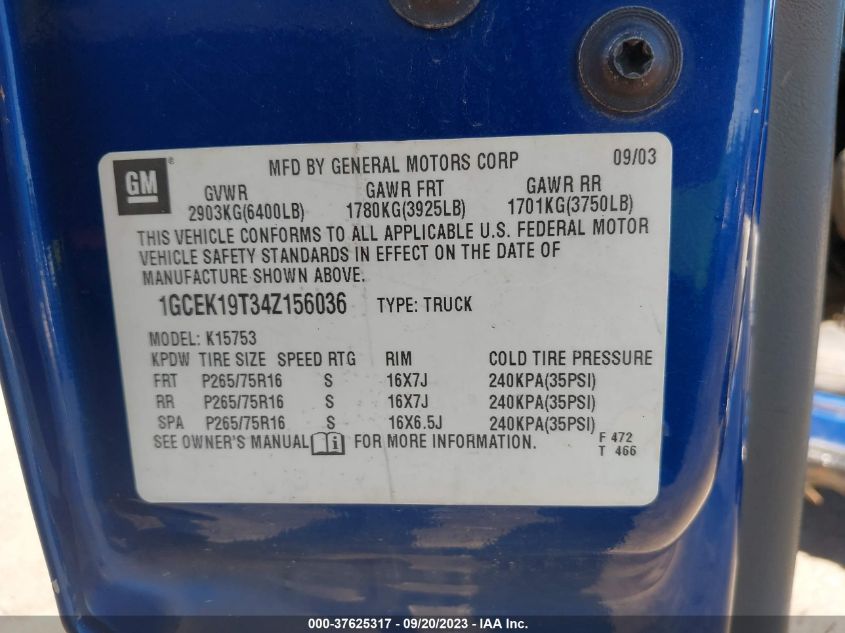 GM ® MFD BY GENERAL MOTORS CORP 09/03
GVWR GAWR FRT GAWR RR
2903KG(6400LB) 1780KG(3925LB) 1701KG(3750LB)
THIS VEHICLE CONFORMS TO ALL APPLICABLE U.S. FEDERAL MOTOR
VEHICLE SAFETY STANDARDS IN EFFECT ON THE DATE OF
MANUFACTURE SHOWN ABOVE.
1GCEK19T34Z156036 TYPE: TRUCK
MODEL: K15753
KPDW TIRE SIZE SPEED RTG RIM COLD TIRE PRESSURE
FRT P265/75R16 S 16X7J 240KPA(35PSI)
RR P265/75R16 S 16X7J 240KPA(35PSI)
SPA P265/75R16 S 16X6.5J 240KPA(35PSI)
SEE OWNER'S MANUAL i FOR MORE INFORMATION. F 472
T 466
000-37625317 - 09/20/2023 - IAA Inc.